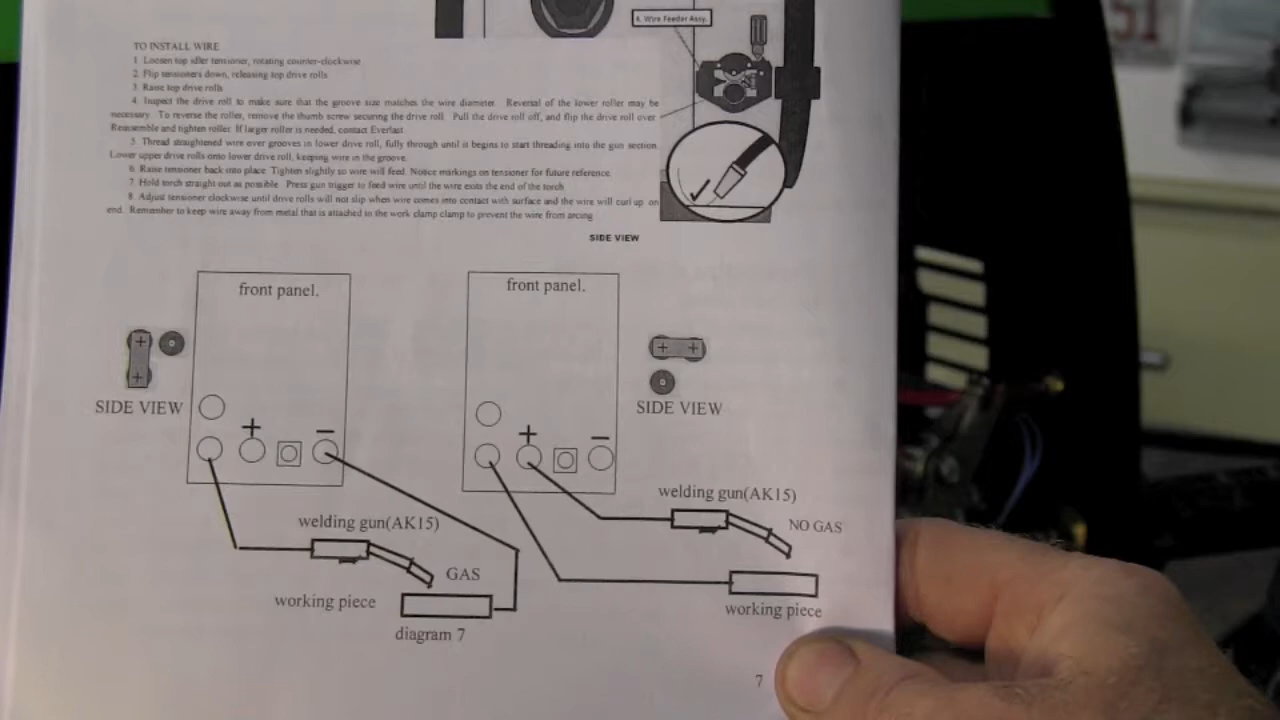 4. Wire Feeder Assy.
TO INSTALL WIRE
1 Loosen top idler tensioner, rotating counter-clockwise
2. Flip tensioners down, releasing top drive rolls
3. Raise top drive rolls
4. Inspect the drive roll to make sure that the groove size matches the wire diameter. Reversal of the lower roller may be
necessary. To reverse the roller, remove the thumb screw securing the drive roll. Pull the drive roll off, and flip the drive roll over
Reassemble and tighten roller. If larger roller is needed, contact Everlast.
5. Thread straightened wire over grooves in lower drive roll, fully through until it begins to start threading into the gun section.
Lower upper drive rolls onto lower drive roll, keeping wire in the groove.
6. Raise tensioner back into place. Tighten slightly so wire will feed. Notice markings on tensioner for future reference.
7. Hold torch straight out as possible. Press gun trigger to feed wire until the wire exits the end of the torch
8. Adjust tensioner clockwise until drive rolls will not slip when wire comes into contact with surface and the wire will curl up on
end. Remember to keep wire away from metal that is attached in the work clamp clamp to prevent the wire from arcing
SIDE VIEW
front panel.
front panel.
+
+
+ +
SIDE VIEW
SIDE VIEW
+ −
+ −
welding gun(AK15)
NO GAS
welding gun(AK15)
GAS
working piece
working piece
diagram 7
7
51